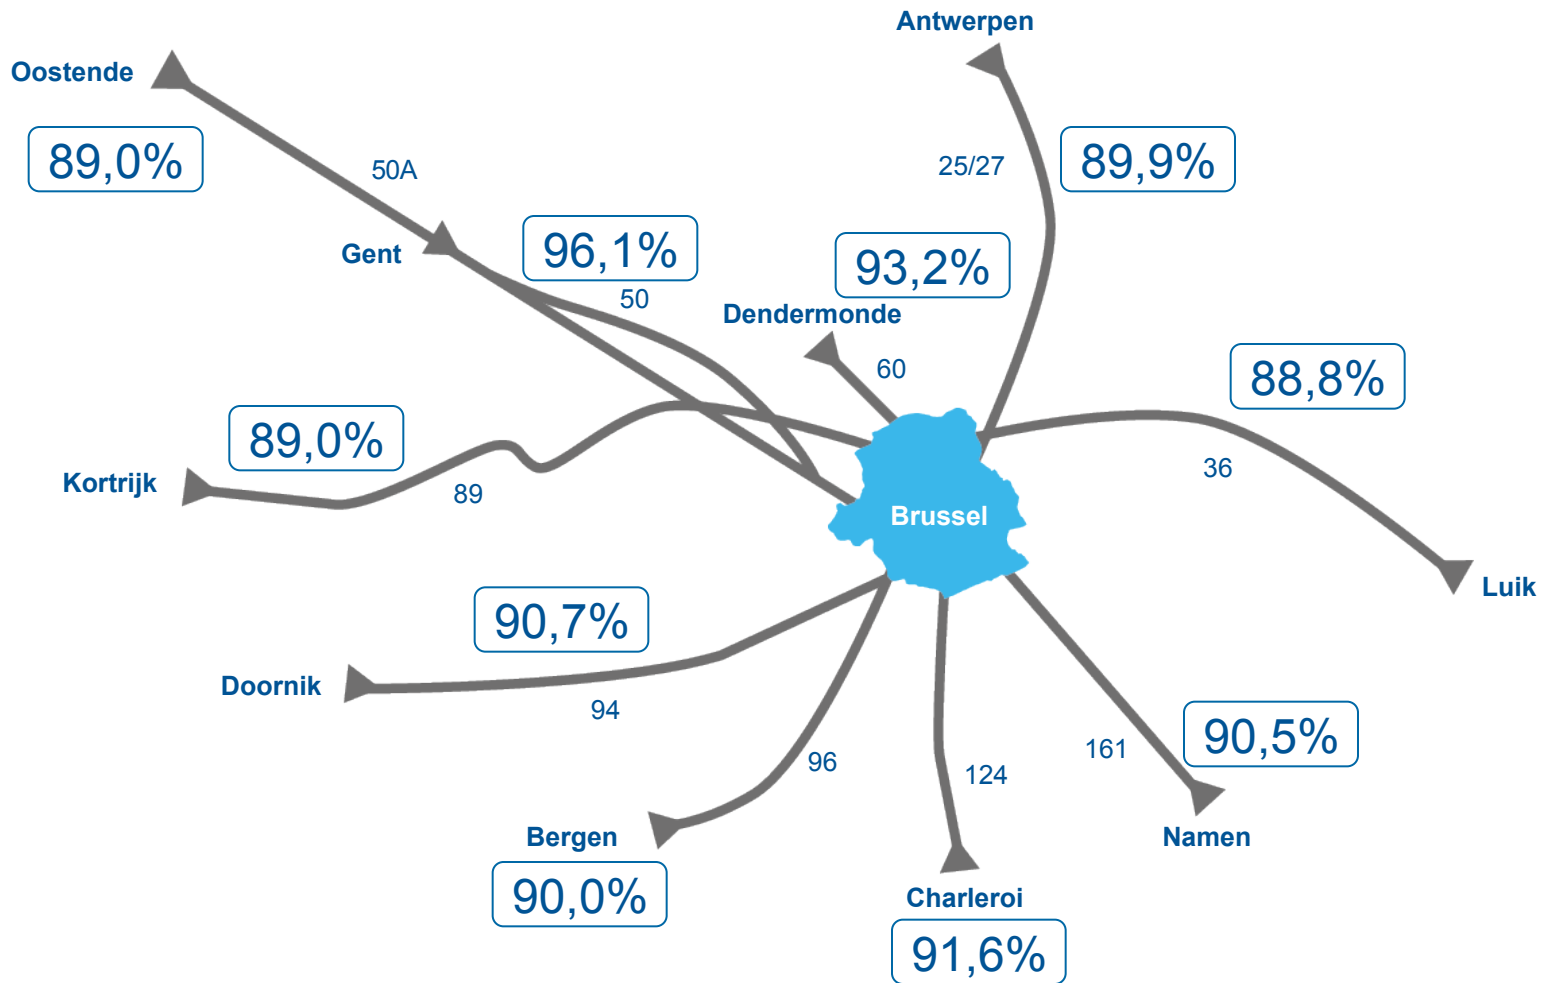 Antwerpen
Oostende
89,0%
50A
25/27
89,9%
Gent
96,1%
50
93,2%
Dendermonde
60
88,8%
89,0%
Kortrijk
89
36
Brussel
Luik
90,7%
Doornik
94
96
124
161
90,5%
Bergen
90,0%
Namen
Charleroi
91,6%